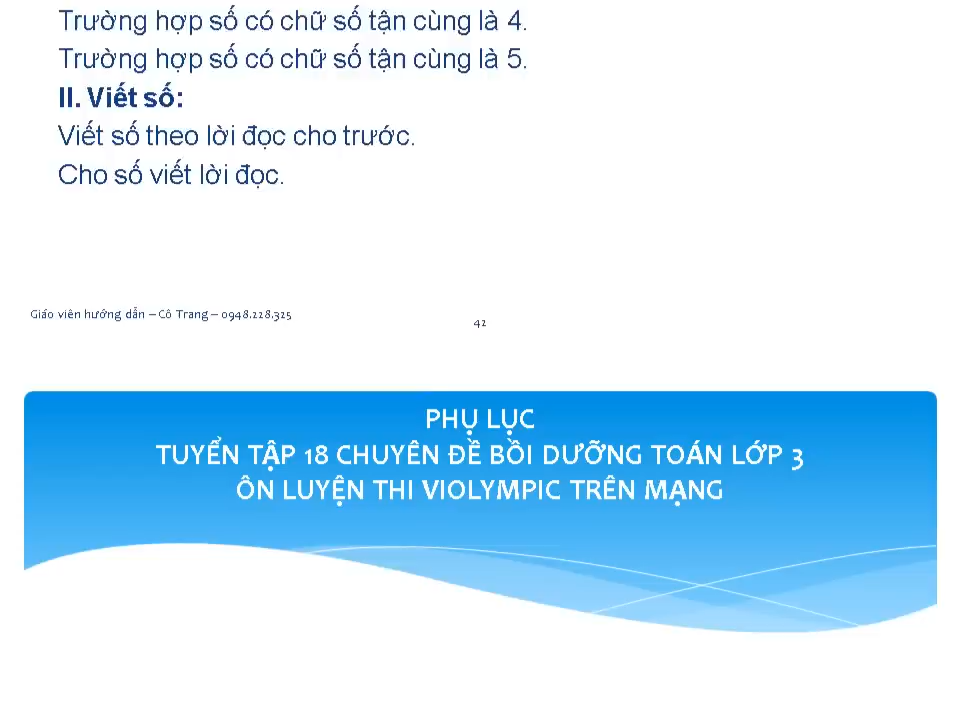 Trường hợp số có chữ số tận cùng là 4.
Trường hợp số có chữ số tận cùng là 5.
II. Viết số:
Viết số theo lời đọc cho trước.
Cho số viết lời đọc.
Giáo viên hướng dẫn – Cô Trang – 0948.228.325
42
PHỤ LỤC
TUYỂN TẬP 18 CHUYÊN ĐỀ BỒI DƯỠNG TOÁN LỚP 3
ÔN LUYỆN THI VIOLYMPIC TRÊN MẠNG